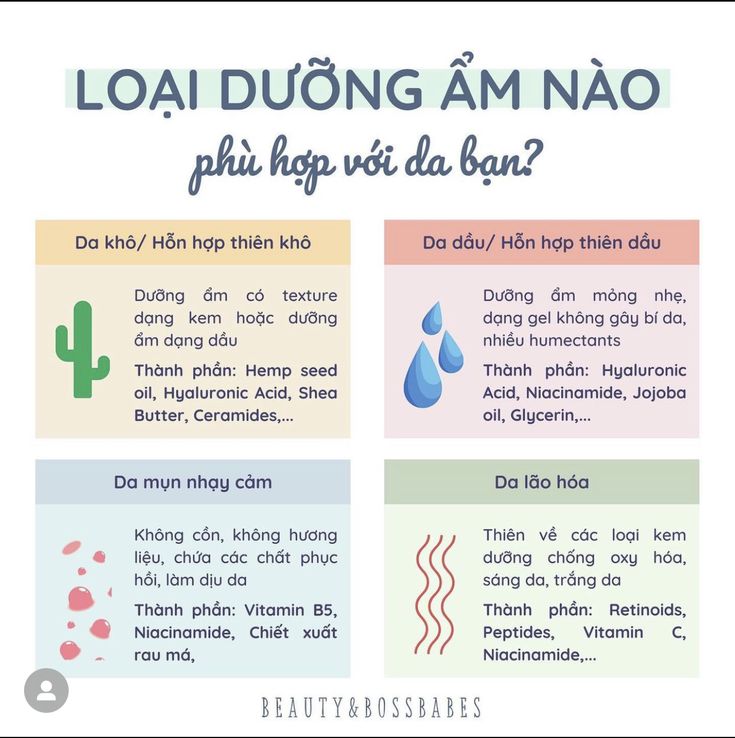 LOẠI DƯỠNG ẨM NÀO
phù hợp với da bạn?
Da khô/ Hỗn hợp thiên khô
Dưỡng ẩm có texture
dạng kem hoặc dưỡng
ẩm dạng dầu
Thành phần: Hemp seed
oil, Hyaluronic Acid, Shea
Butter, Ceramides,...
Da dầu/ Hỗn hợp thiên dầu
Dưỡng ẩm mỏng nhẹ,
dạng gel không gây bí da,
nhiều humectants
Thành phần: Hyaluronic
Acid, Niacinamide, Jojoba
oil, Glycerin,...
Da mụn nhạy cảm
Không cồn, không hương
liệu, chứa các chất phục
hồi, làm dịu da
Thành phần: Vitamin B5,
Niacinamide, Chiết xuất
rau má,
Da lão hóa
Thiên về các loại kem
dưỡng chống oxy hóa,
sáng da, trắng da
Thành phần: Retinoids,
Peptides, Vitamin C,
Niacinamide,...
BEAUTY&BOSSBABES